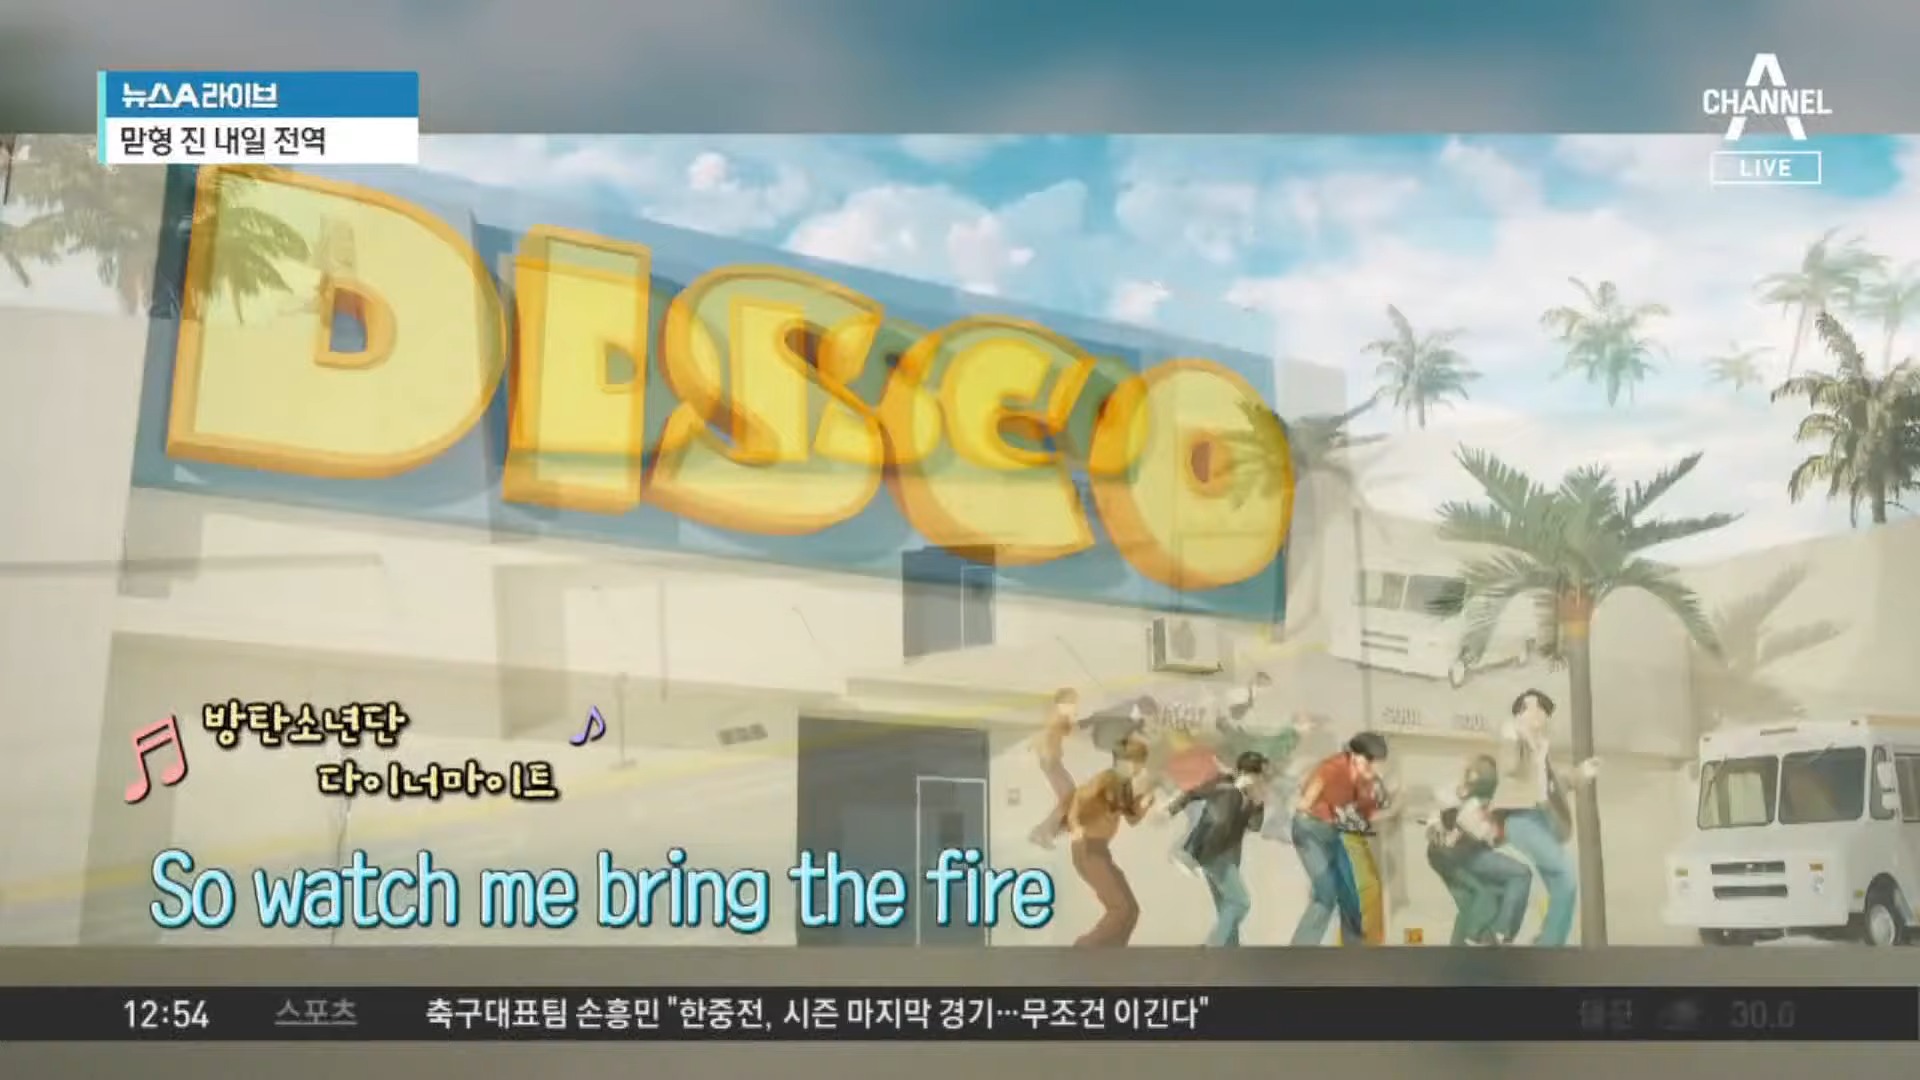 뉴스A라이브
맏형 진 내일 전역
CHANNEL A
LIVE
DISCO
방탄소년단
다이너마이트
So watch me bring the fire
12:54 스포츠 축구대표팀 손흥민 "한중전, 시즌 마지막 경기…무조건 이긴다" 30.0